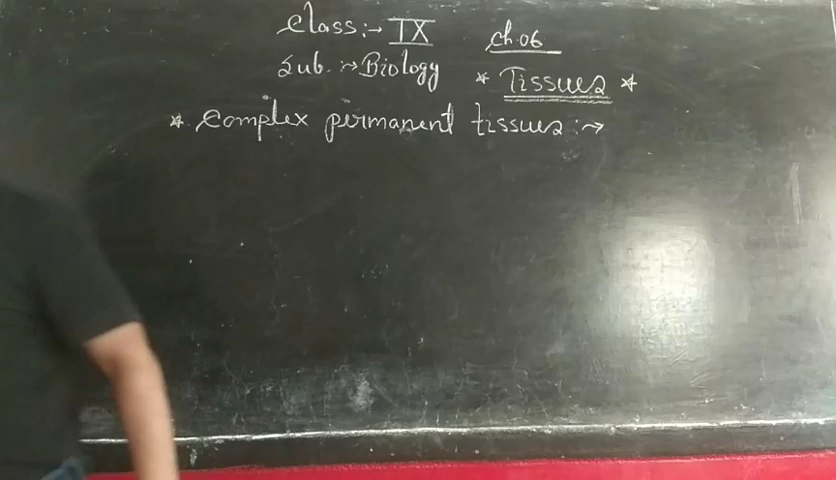 Class:→ IX
Ch.06
Sub.:→ Biology
* Tissues *
* Complex permanent tissues:→